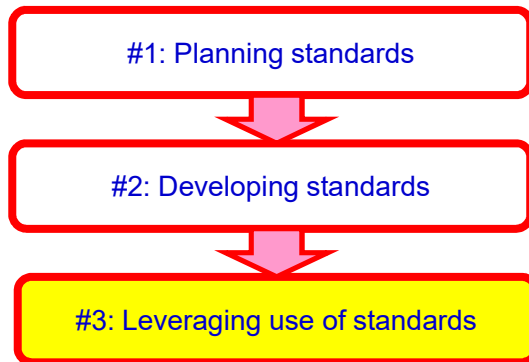 #1: Planning standards
#2: Developing standards
#3: Leveraging use of standards